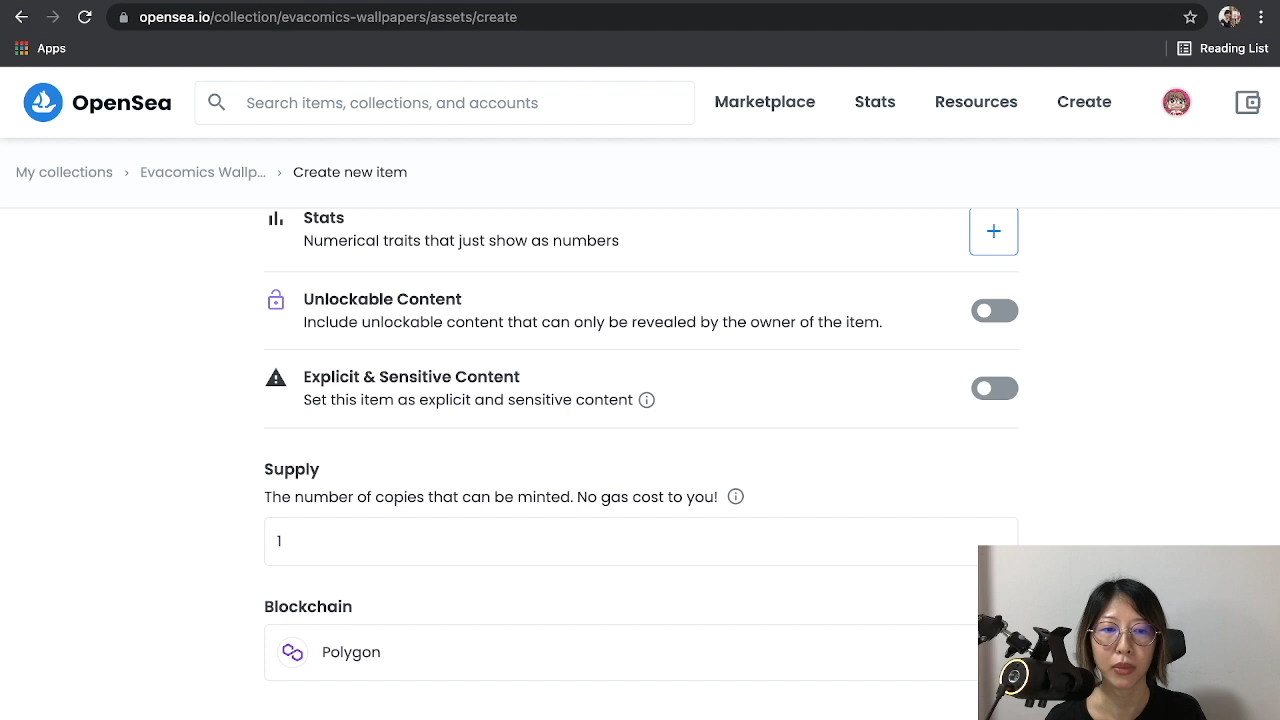 opensea.io/collection/evacomics-wallpapers/assets/create
Apps
Reading List
OpenSea
Search items, collections, and accounts
Marketplace
Stats
Resources
Create
My collections › Evacomics Wallp... › Create new item
Stats
Numerical traits that just show as numbers
+
Unlockable Content
Include unlockable content that can only be revealed by the owner of the item.
Explicit & Sensitive Content
Set this item as explicit and sensitive content
Supply
The number of copies that can be minted. No gas cost to you!
1
Blockchain
Polygon